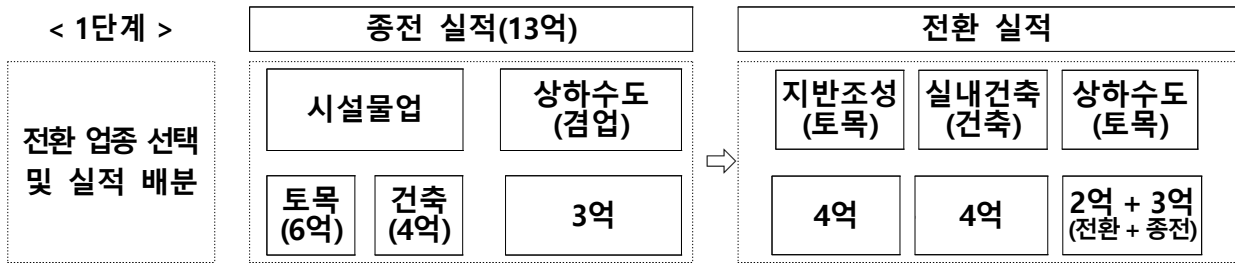 < 1단계 >
종전 실적(13억)
전환 실적
전환 업종 선택
및 실적 배분
시설물업
상하수도
(겸업)
토목
(6억)
건축
(4억)
3억
⇨
지반조성
(토목)
실내건축
(건축)
상하수도
(토목)
4억
4억
2억 + 3억
(전환 + 종전)